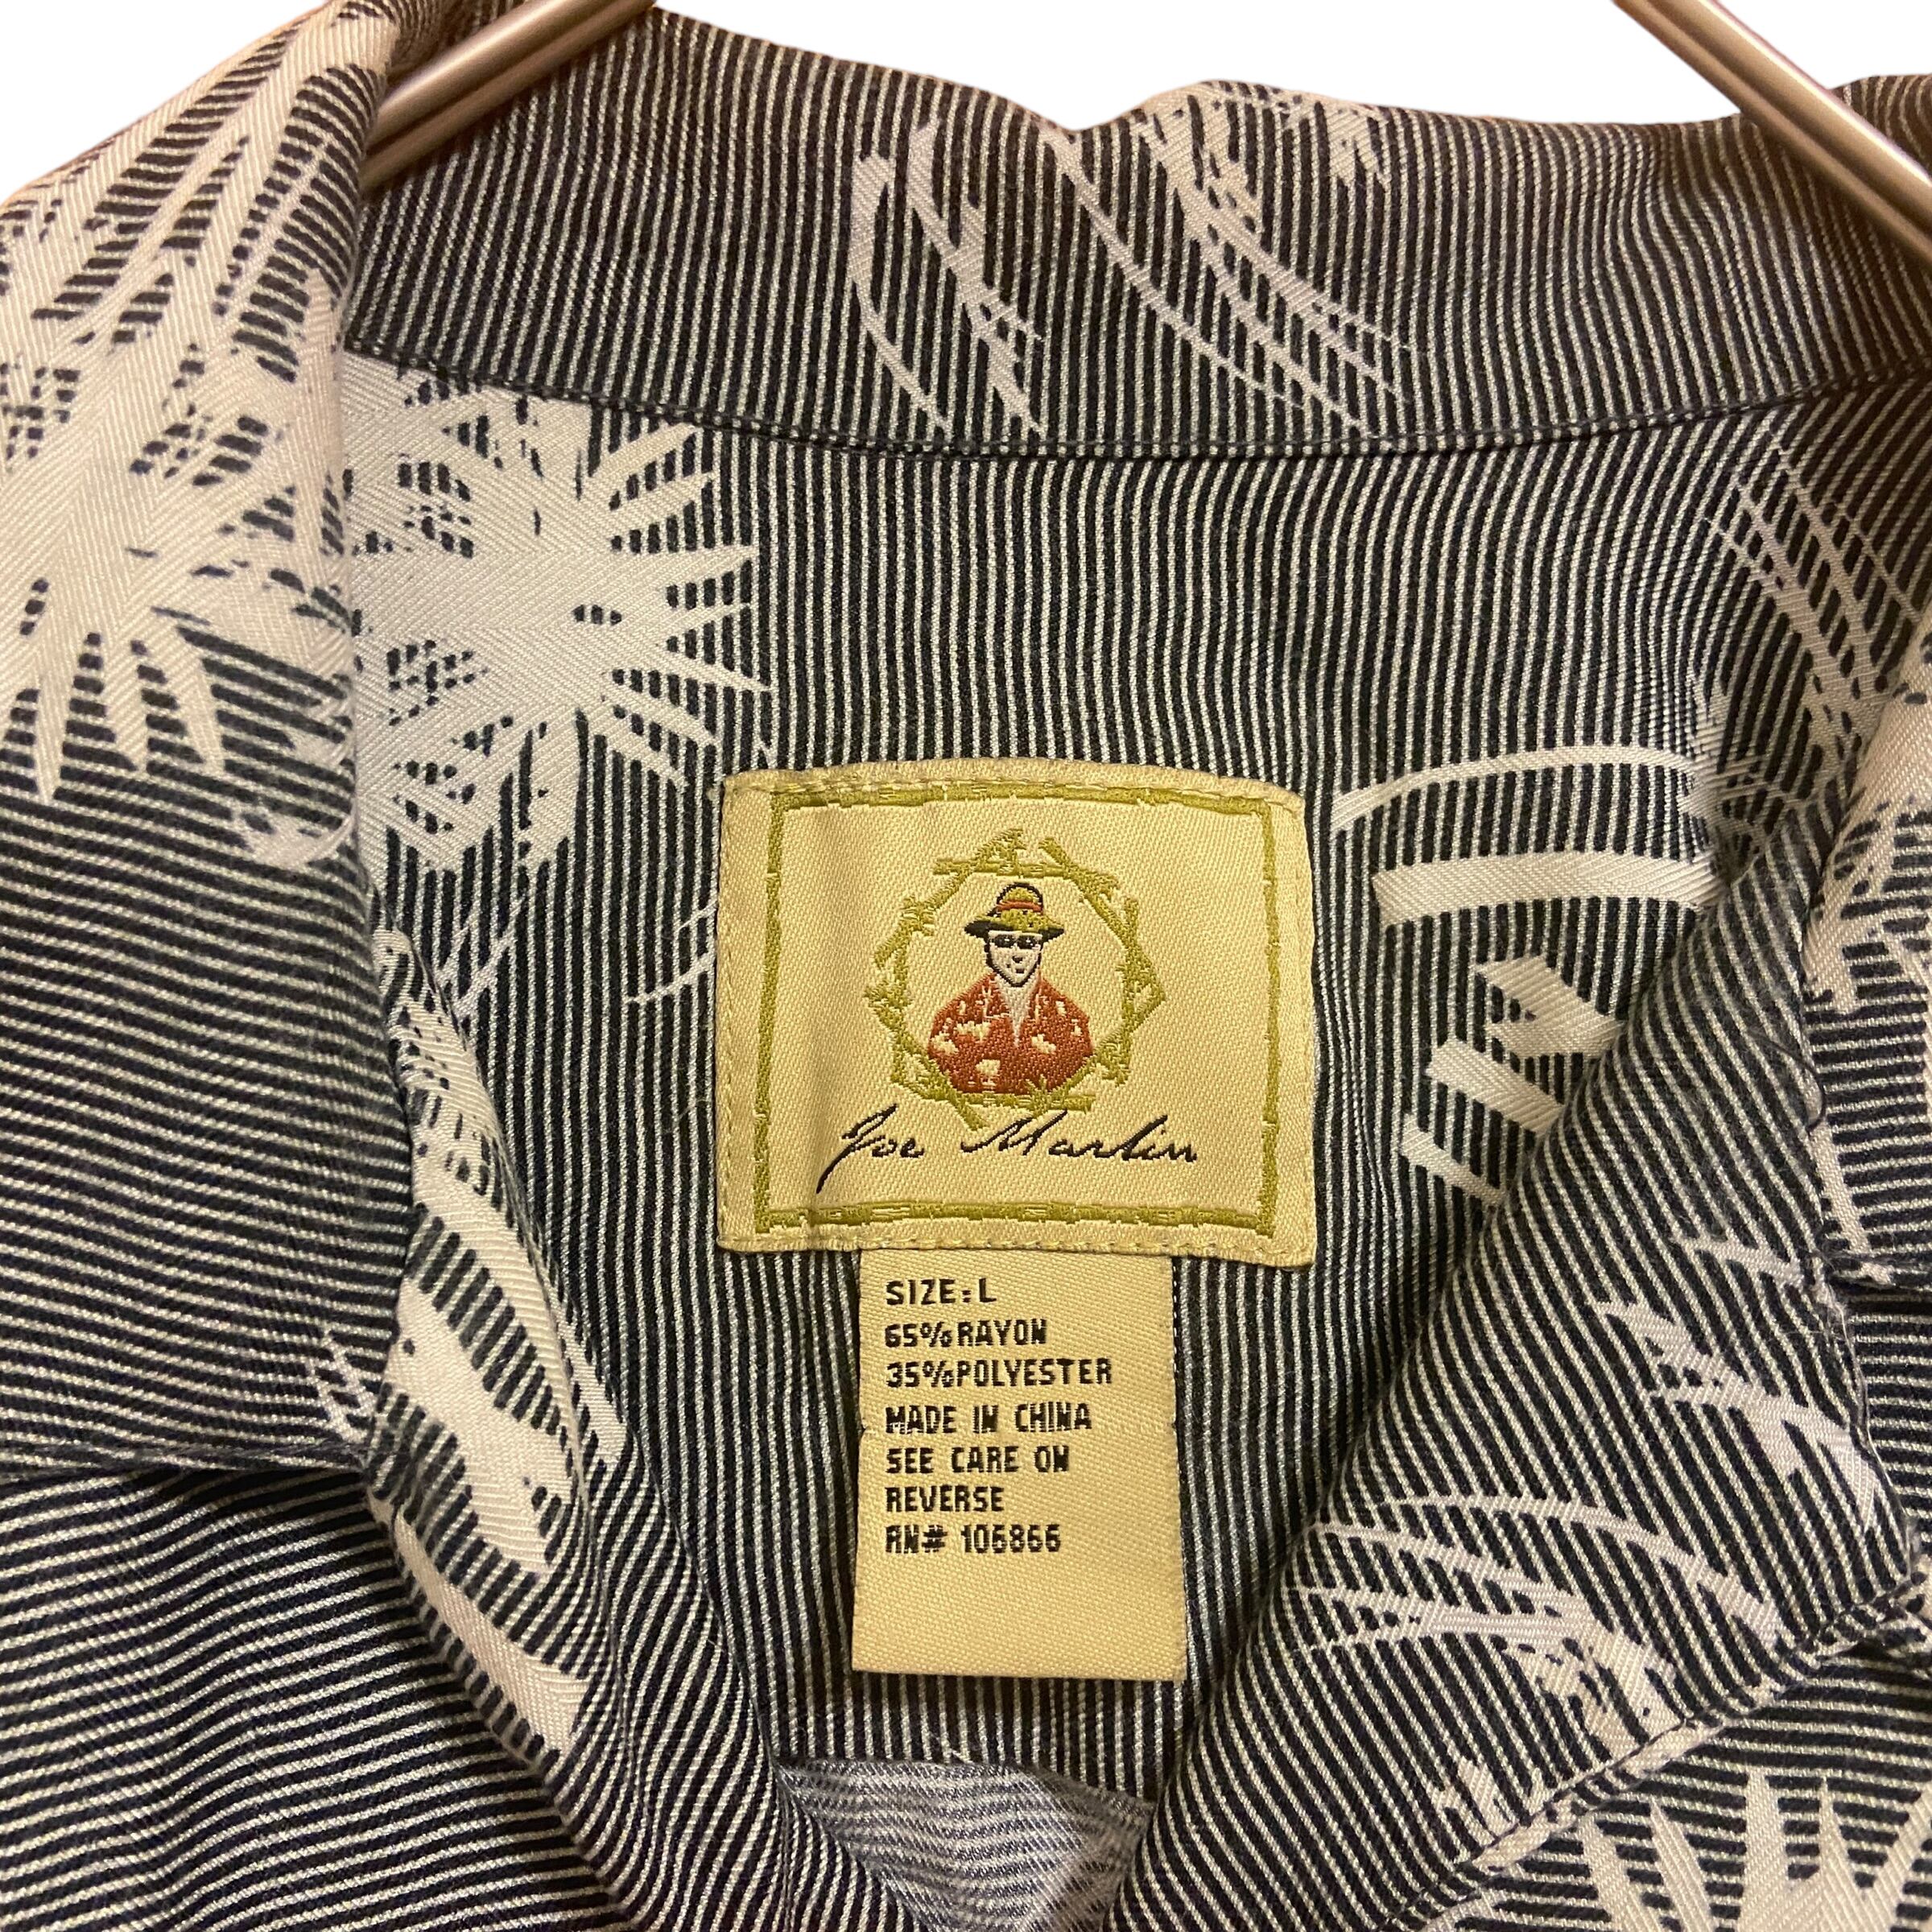 Joe Marlin
SIZE:L
65%RAYON
35%POLYESTER
MADE IN CHINA
SEE CARE ON
REVERSE
RN# 106866